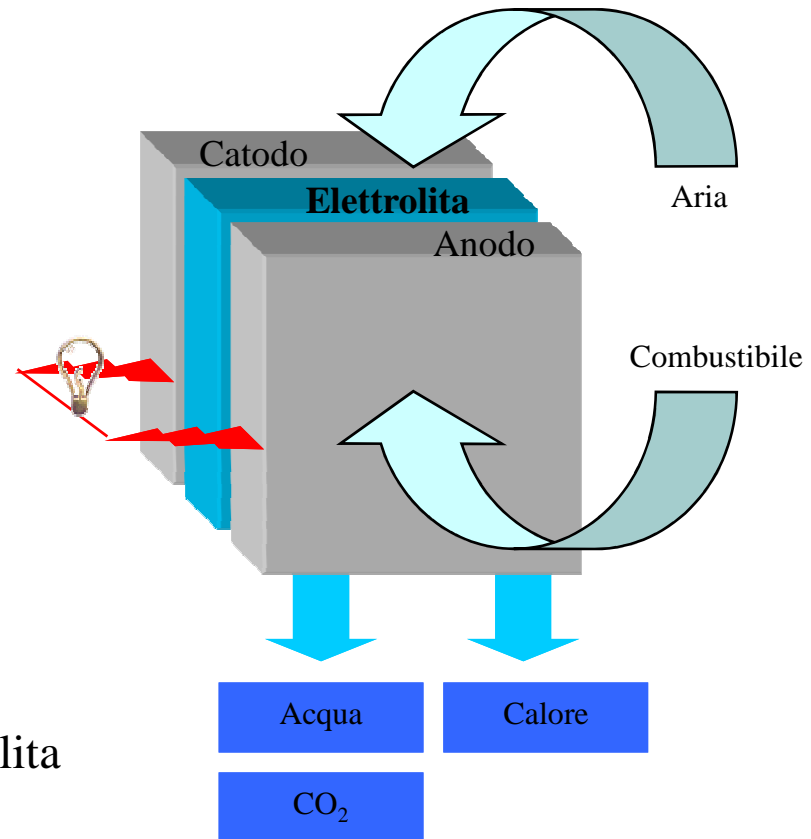 Catodo
Elettrolita
Anodo
Aria
Combustibile
Acqua
Calore
lita
CO₂